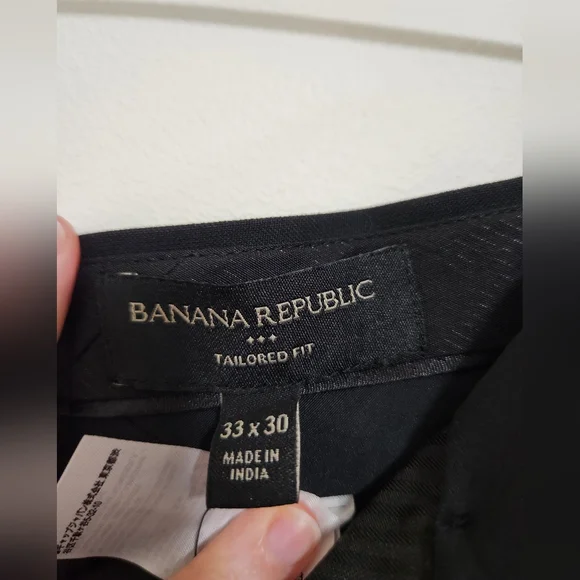 BANANA REPUBLIC
TAILORED FIT
33 x 30
MADE IN
INDIA